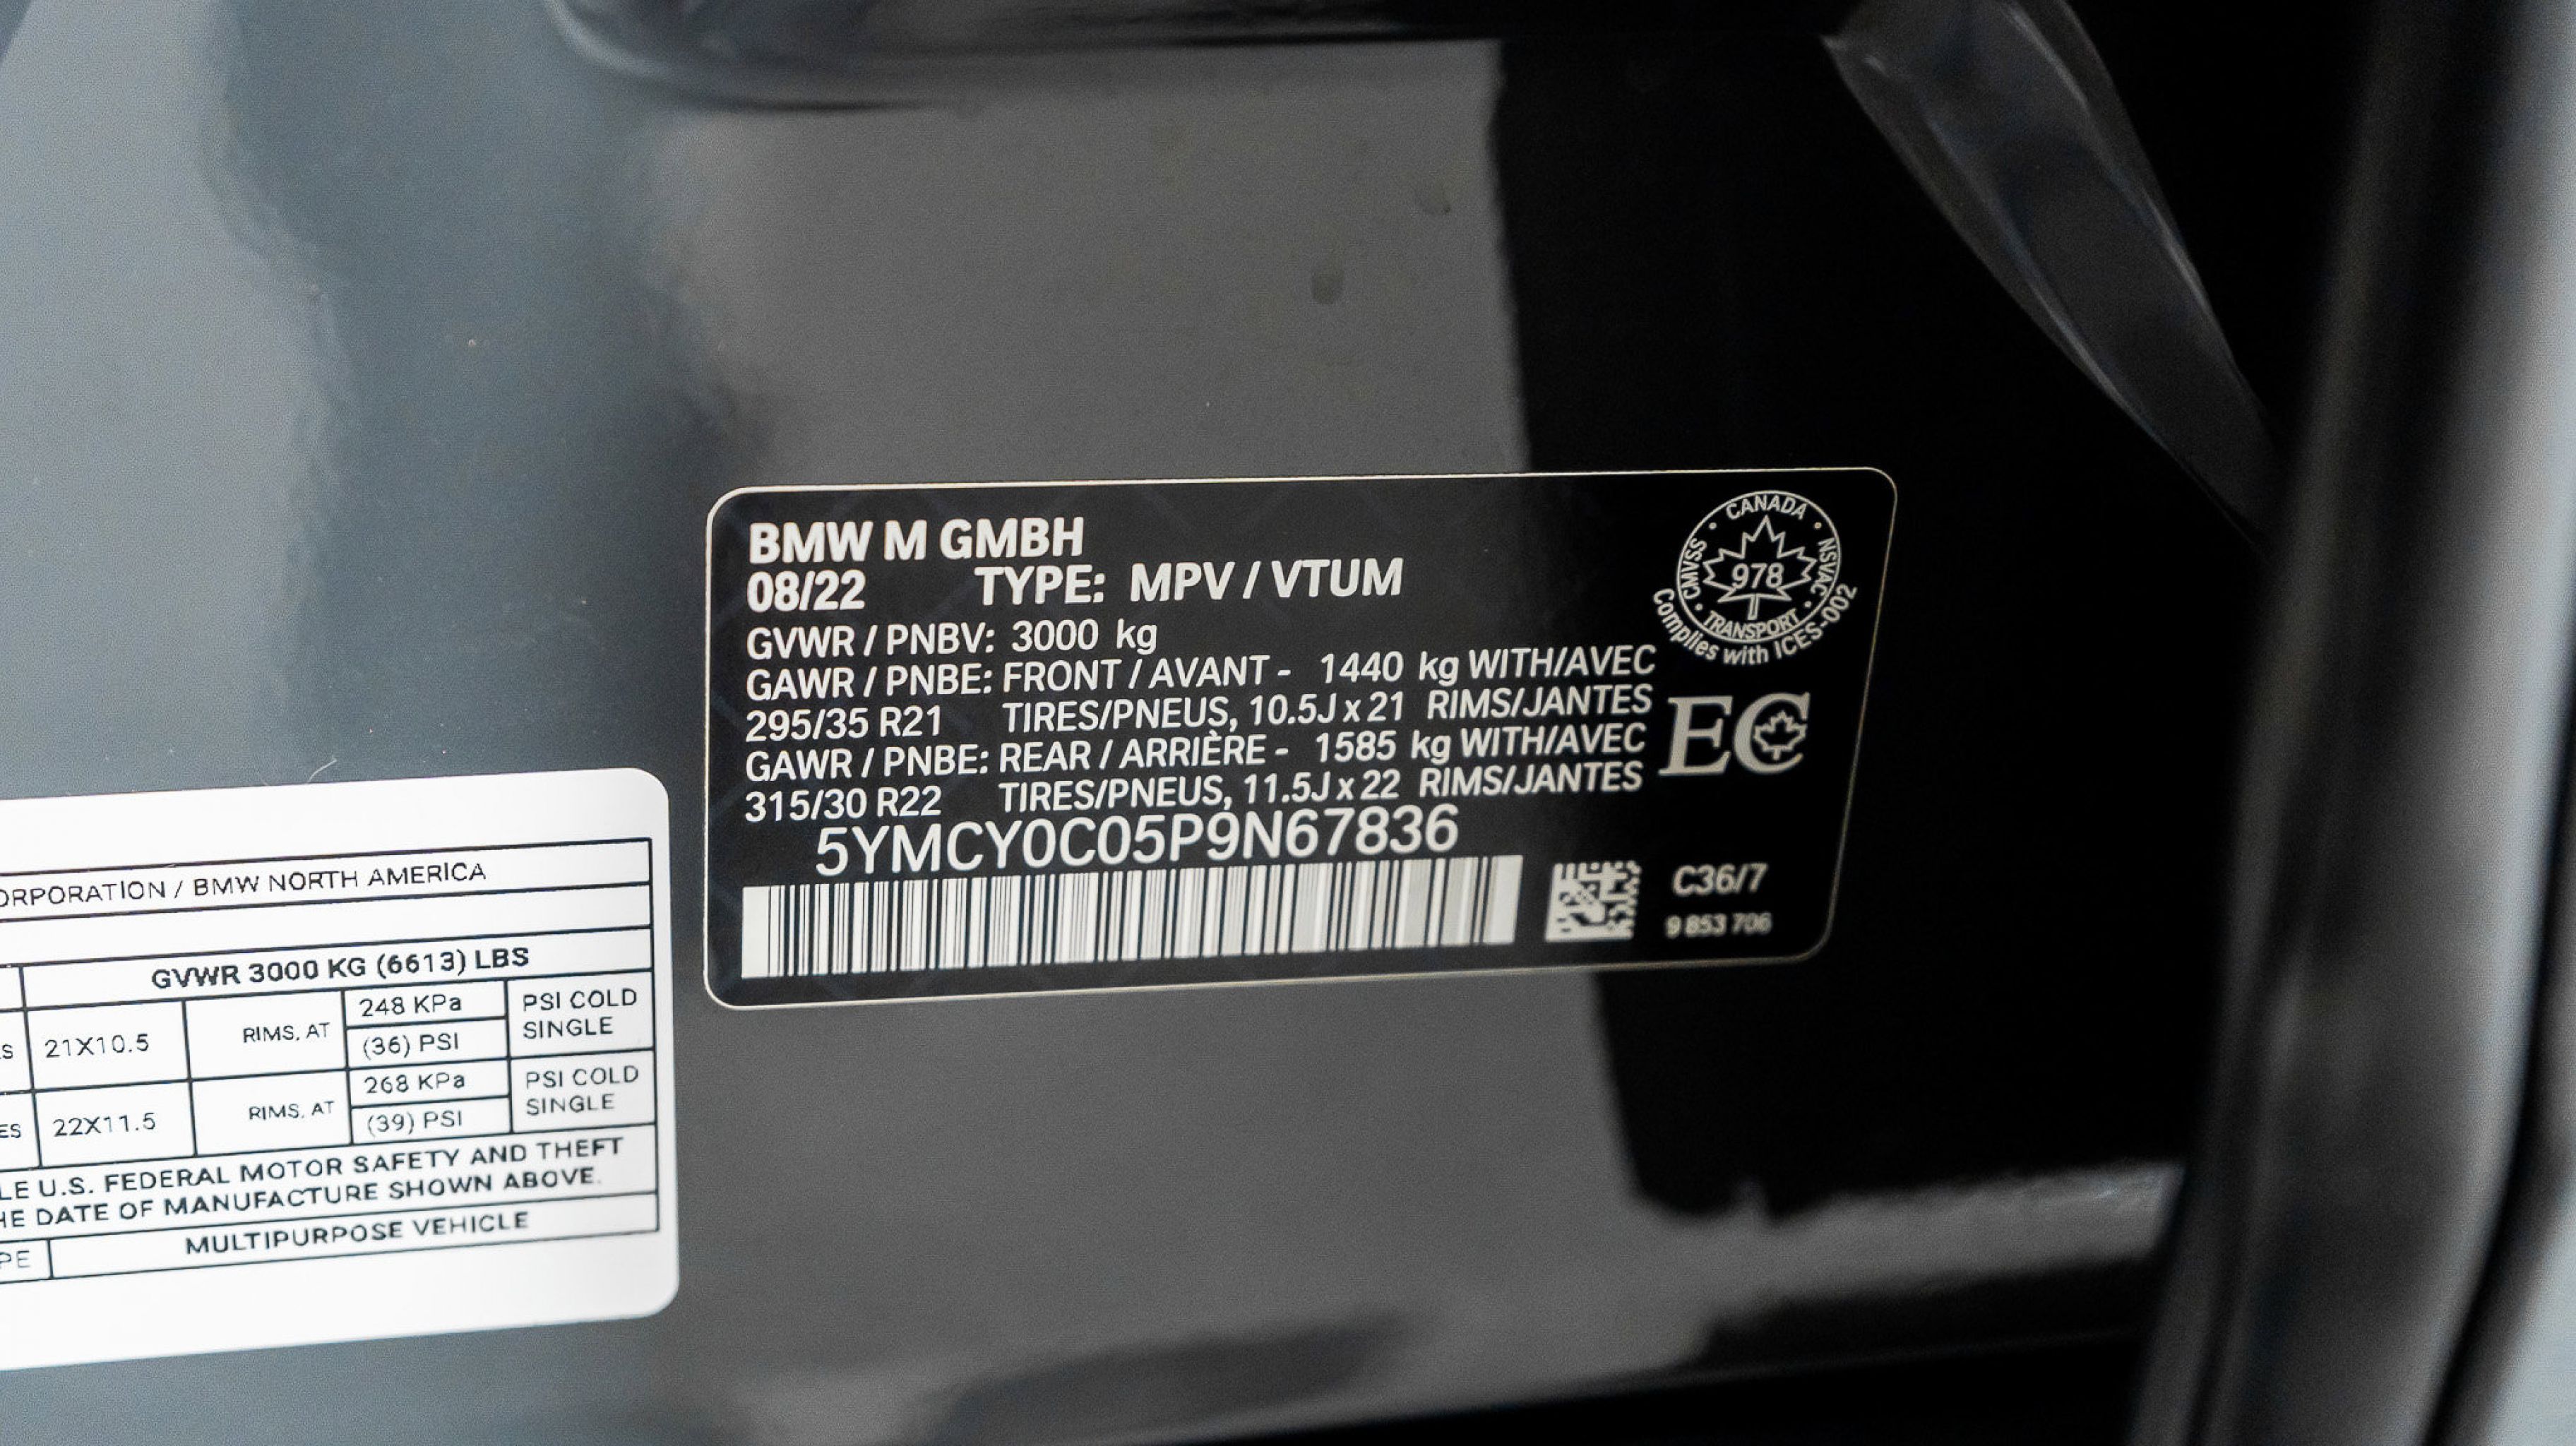 BMW M GMBH
08/22 TYPE: MPV / VTUM
GVWR / PNBV: 3000 kg
GAWR / PNBE: FRONT / AVANT - 1440 kg WITH/AVEC
295/35 R21 TIRES/PNEUS, 10.5J x 21 RIMS/JANTES
GAWR / PNBE: REAR / ARRIÈRE - 1585 kg WITH/AVEC
315/30 R22 TIRES/PNEUS, 11.5J x 22 RIMS/JANTES
5YMCY0C05P9N67836
CANADA
CMVSS
978
NSVAC
TRANSPORT
Complies with ICES-002
EC
C36/7
9 853 706
ORPORATION / BMW NORTH AMERICA
GVWR 3000 KG (6613) LBS
S 21X10.5 RIMS, AT 248 KPa PSI COLD
(36) PSI SINGLE
ES 22X11.5 RIMS, AT 268 KPa PSI COLD
(39) PSI SINGLE
LE U.S. FEDERAL MOTOR SAFETY AND THEFT
HE DATE OF MANUFACTURE SHOWN ABOVE.
PE MULTIPURPOSE VEHICLE